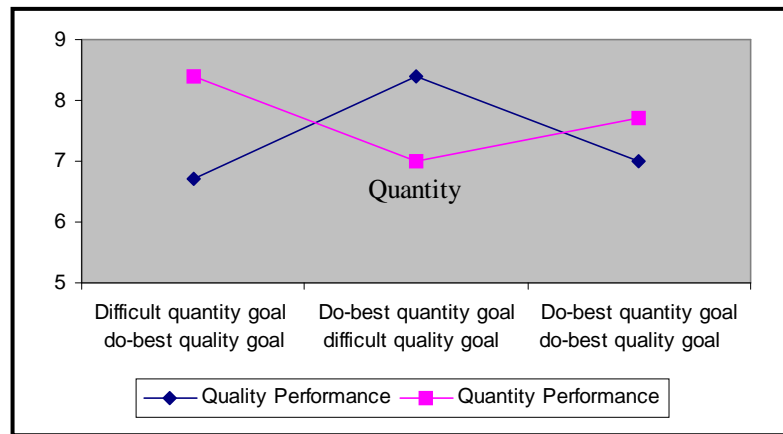 9
8
7
6
5
Quantity
Difficult quantity goal
do-best quality goal
Do-best quantity goal
difficult quality goal
Do-best quantity goal
do-best quality goal
Quality Performance
Quantity Performance